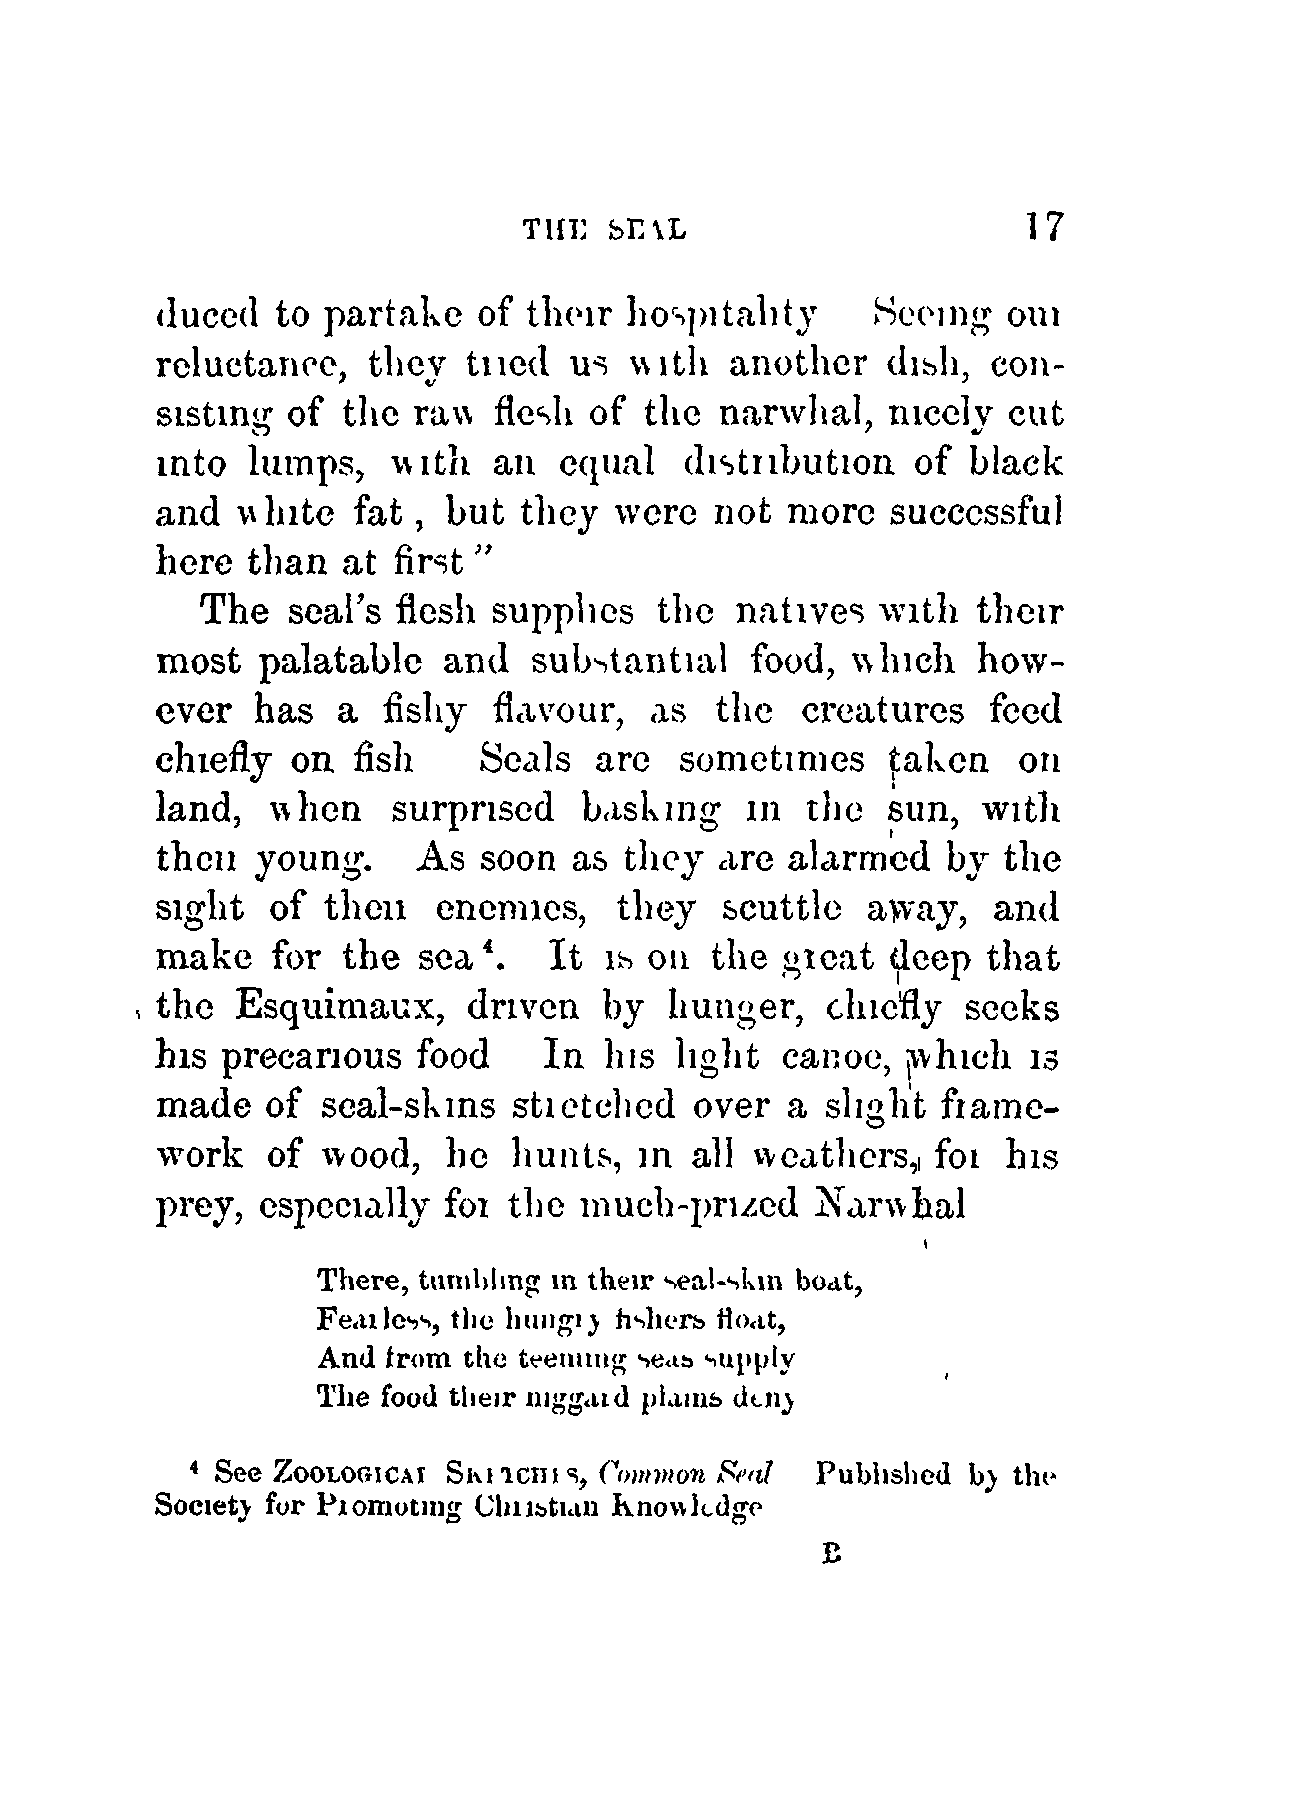 THE SEAL 17
duced to partake of their hospitality Seeing our
reluctance, they tried us with another dish, con-
sisting of the raw flesh of the narwhal, nicely cut
into lumps, with an equal distribution of black
and white fat, but they were not more successful
here than at first"
The seal's flesh supplies the natives with their
most palatable and substantial food, which how-
ever has a fishy flavour, as the creatures feed
chiefly on fish Seals are sometimes taken on
land, when surprised basking in the sun, with
their young. As soon as they are alarmed by the
sight of their enemies, they scuttle away, and
make for the sea⁴. It is on the great deep that
the Esquimaux, driven by hunger, chiefly seeks
his precarious food In his light canoe, which is
made of seal-skins stretched over a slight frame-
work of wood, he hunts, in all weathers, for his
prey, especially for the much-prized Narwhal
There, tumbling in their seal-skin boat,
Fearless, the hungry fishers float,
And from the teeming seas supply
The food their niggard plains deny
⁴ See ZOOLOGICAL SKETCHES, Common Seal Published by the
Society for Promoting Christian Knowledge
B